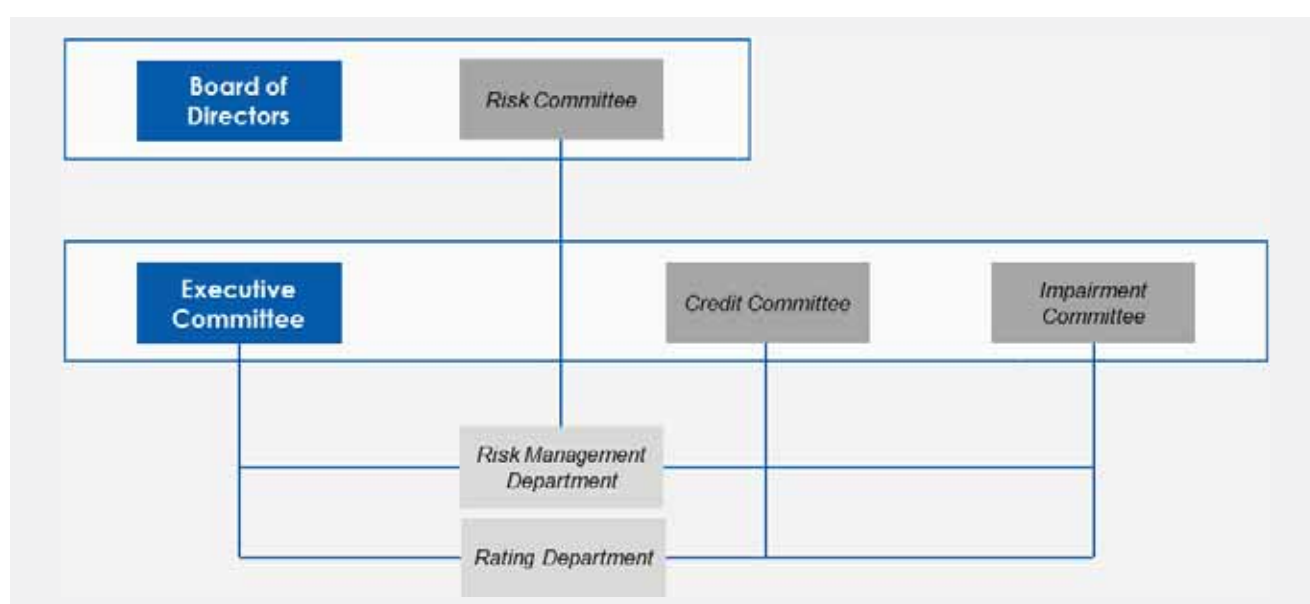 Board of
Directors
Risk Committee
Executive
Committee
Credit Committee
Impairment
Committee
Risk Management
Department
Rating Department